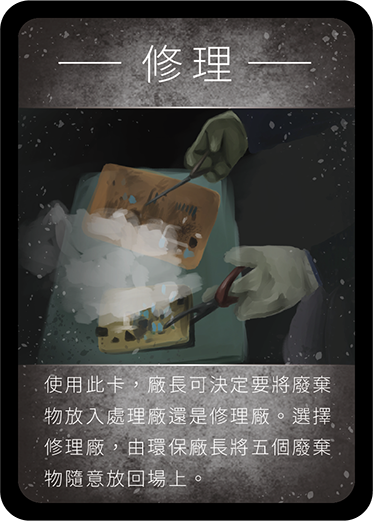 修理
使用此卡，廠長可決定要將廢棄
物放入處理廠還是修理廠。選擇
修理廠，由環保廠長將五個廢棄
物隨意放回場上。